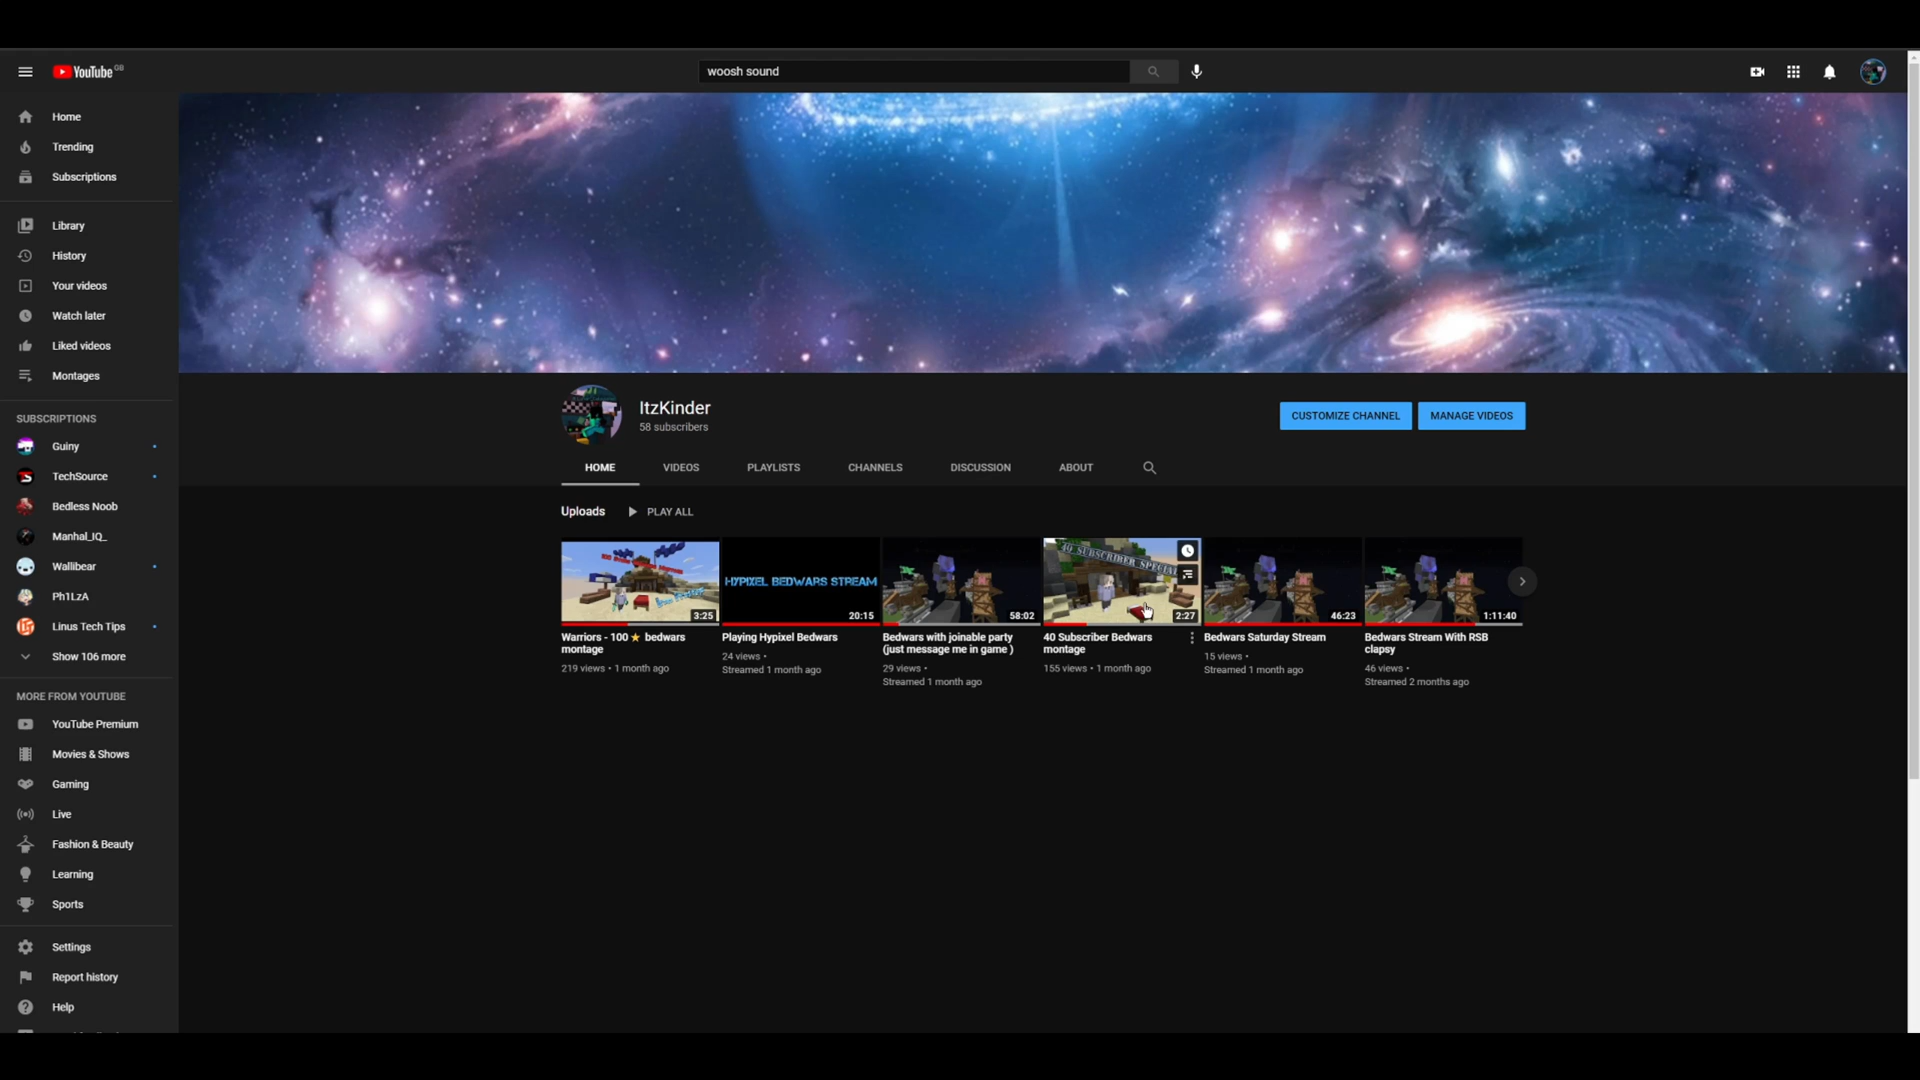 YouTube GB
woosh sound
Home
Trending
Subscriptions
Library
History
Your videos
Watch later
Liked videos
Montages
SUBSCRIPTIONS
Guiny
TechSource
Bedless Noob
Manhal_IQ_
Wallibear
Ph1LzA
Linus Tech Tips
Show 106 more
MORE FROM YOUTUBE
YouTube Premium
Movies & Shows
Gaming
Live
Fashion & Beauty
Learning
Sports
Settings
Report history
Help
ItzKinder
58 subscribers
CUSTOMIZE CHANNEL
MANAGE VIDEOS
HOME
VIDEOS
PLAYLISTS
CHANNELS
DISCUSSION
ABOUT
Uploads
PLAY ALL
3:25
Warriors - 100 ★ bedwars
montage
219 views • 1 month ago
HYPIXEL BEDWARS STREAM
20:15
Playing Hypixel Bedwars
24 views •
Streamed 1 month ago
58:02
Bedwars with joinable party
(just message me in game )
29 views •
Streamed 1 month ago
40 SUBSCRIBER SPECIAL
2:27
40 Subscriber Bedwars
montage
155 views • 1 month ago
46:23
Bedwars Saturday Stream
15 views •
Streamed 1 month ago
1:11:40
Bedwars Stream With RSB
clapsy
46 views •
Streamed 2 months ago